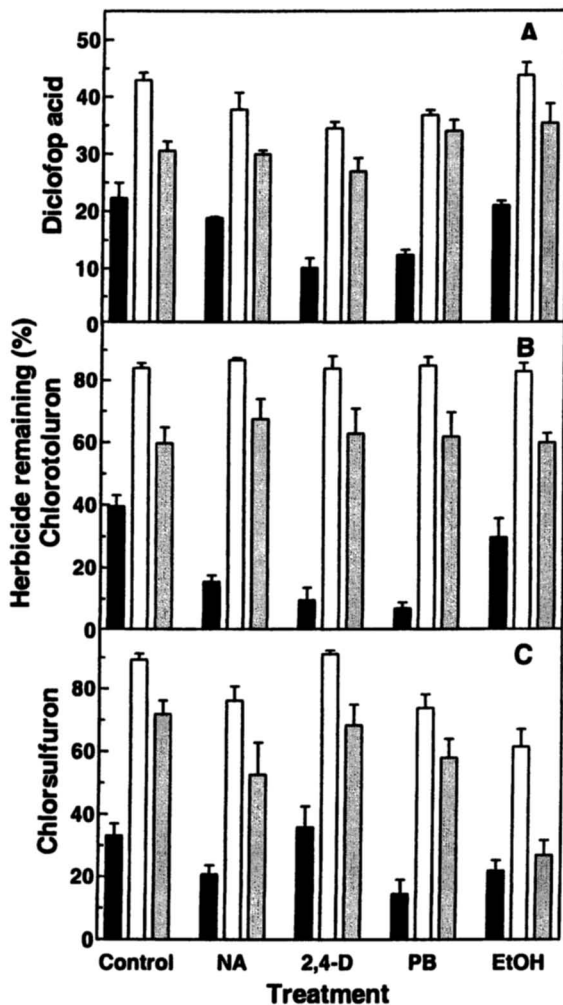 A
Diclofop acid
50
40
30
20
10
0
B
Herbicide remaining (%)
Chlorotoluron
80
60
40
20
0
C
Chlorsulfuron
80
60
40
20
0
Control NA 2,4-D PB EtOH
Treatment